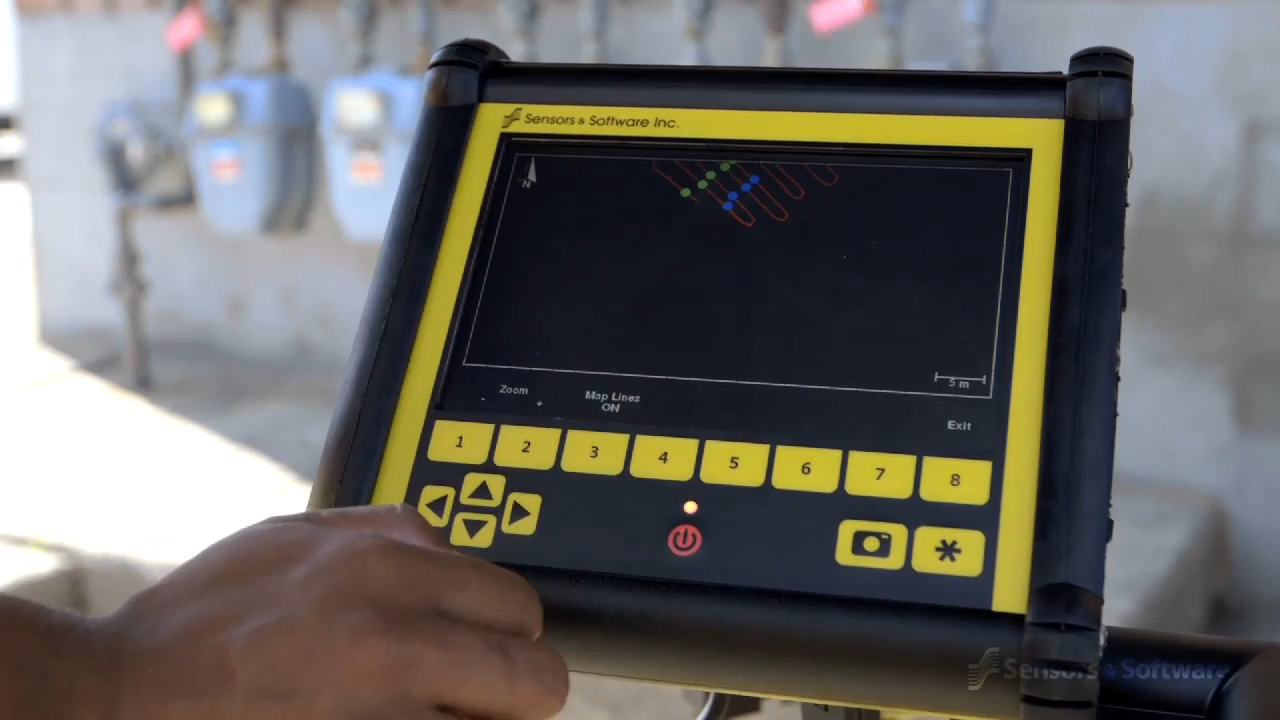 Sensors & Software Inc.
N
5 m
Zoom
- +
Map Lines
ON
Exit
1 2 3 4 5 6 7 8
*
Sensors & Software